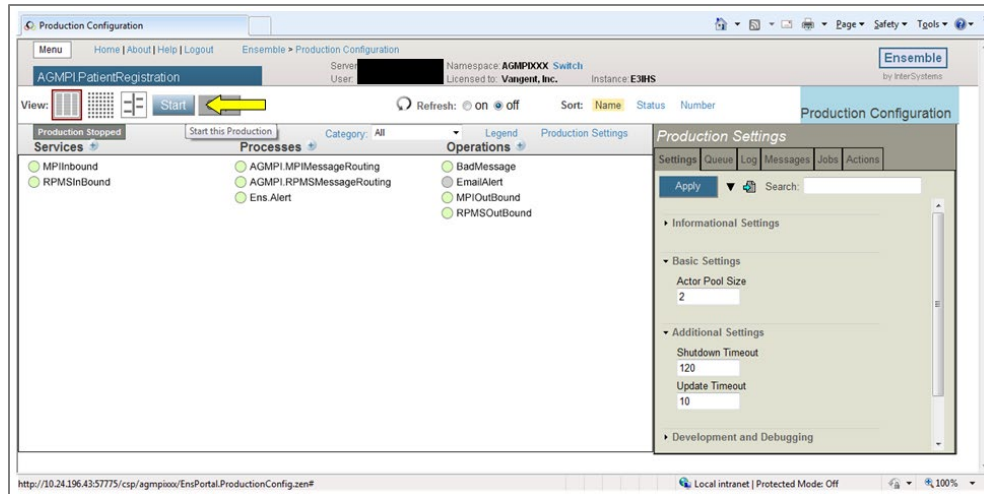 Production Configuration
Page Safety Tools
Menu Home | About | Help | Logout Ensemble > Production Configuration
Server Namespace: AGMPIXXX Switch
User: Licensed to: Vangent, Inc. Instance: E3IHS
Ensemble
by InterSystems
AGMPI.PatientRegistration
View: Start Refresh: on off Sort: Name Status Number
Production Configuration
Production Stopped Start this Production Category: All Legend Production Settings
Services Processes Operations
MPIInbound AGMPI.MPIMessageRouting BadMessage
RPMSInBound AGMPI.RPMSMessageRouting EmailAlert
Ens.Alert MPIOutBound
RPMSOutBound
Production Settings
Settings Queue Log Messages Jobs Actions
Apply Search:
Informational Settings
Basic Settings
Actor Pool Size
2
Additional Settings
Shutdown Timeout
120
Update Timeout
10
Development and Debugging
http://10.24.196.43:57775/csp/agmpixxx/EnsPortal.ProductionConfig.zen# Local intranet | Protected Mode: Off 100%